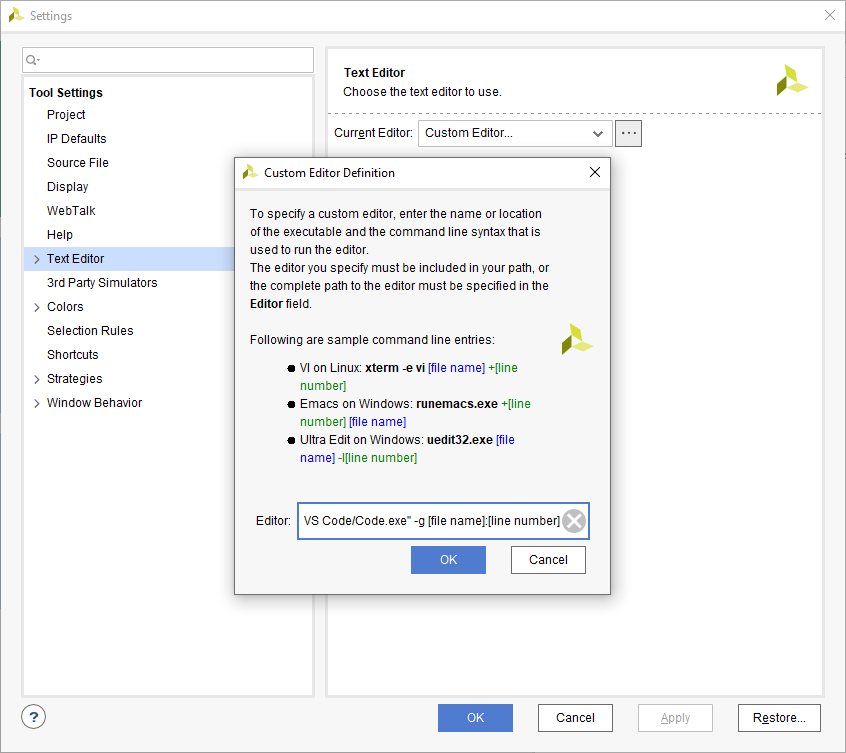 Settings
Tool Settings
Project
IP Defaults
Source File
Display
WebTalk
Help
Text Editor
3rd Party Simulators
Colors
Selection Rules
Shortcuts
Strategies
Window Behavior
Text Editor
Choose the text editor to use.
Current Editor: Custom Editor... ...
Custom Editor Definition
To specify a custom editor, enter the name or location
of the executable and the command line syntax that is
used to run the editor.
The editor you specify must be included in your path, or
the complete path to the editor must be specified in the
Editor field.
Following are sample command line entries:
● VI on Linux: xterm -e vi [file name] +[line
number]
● Emacs on Windows: runemacs.exe +[line
number] [file name]
● Ultra Edit on Windows: uedit32.exe [file
name] -l[line number]
Editor: VS Code/Code.exe" -g [file name]:[line number]
OK Cancel
? OK Cancel Apply Restore...